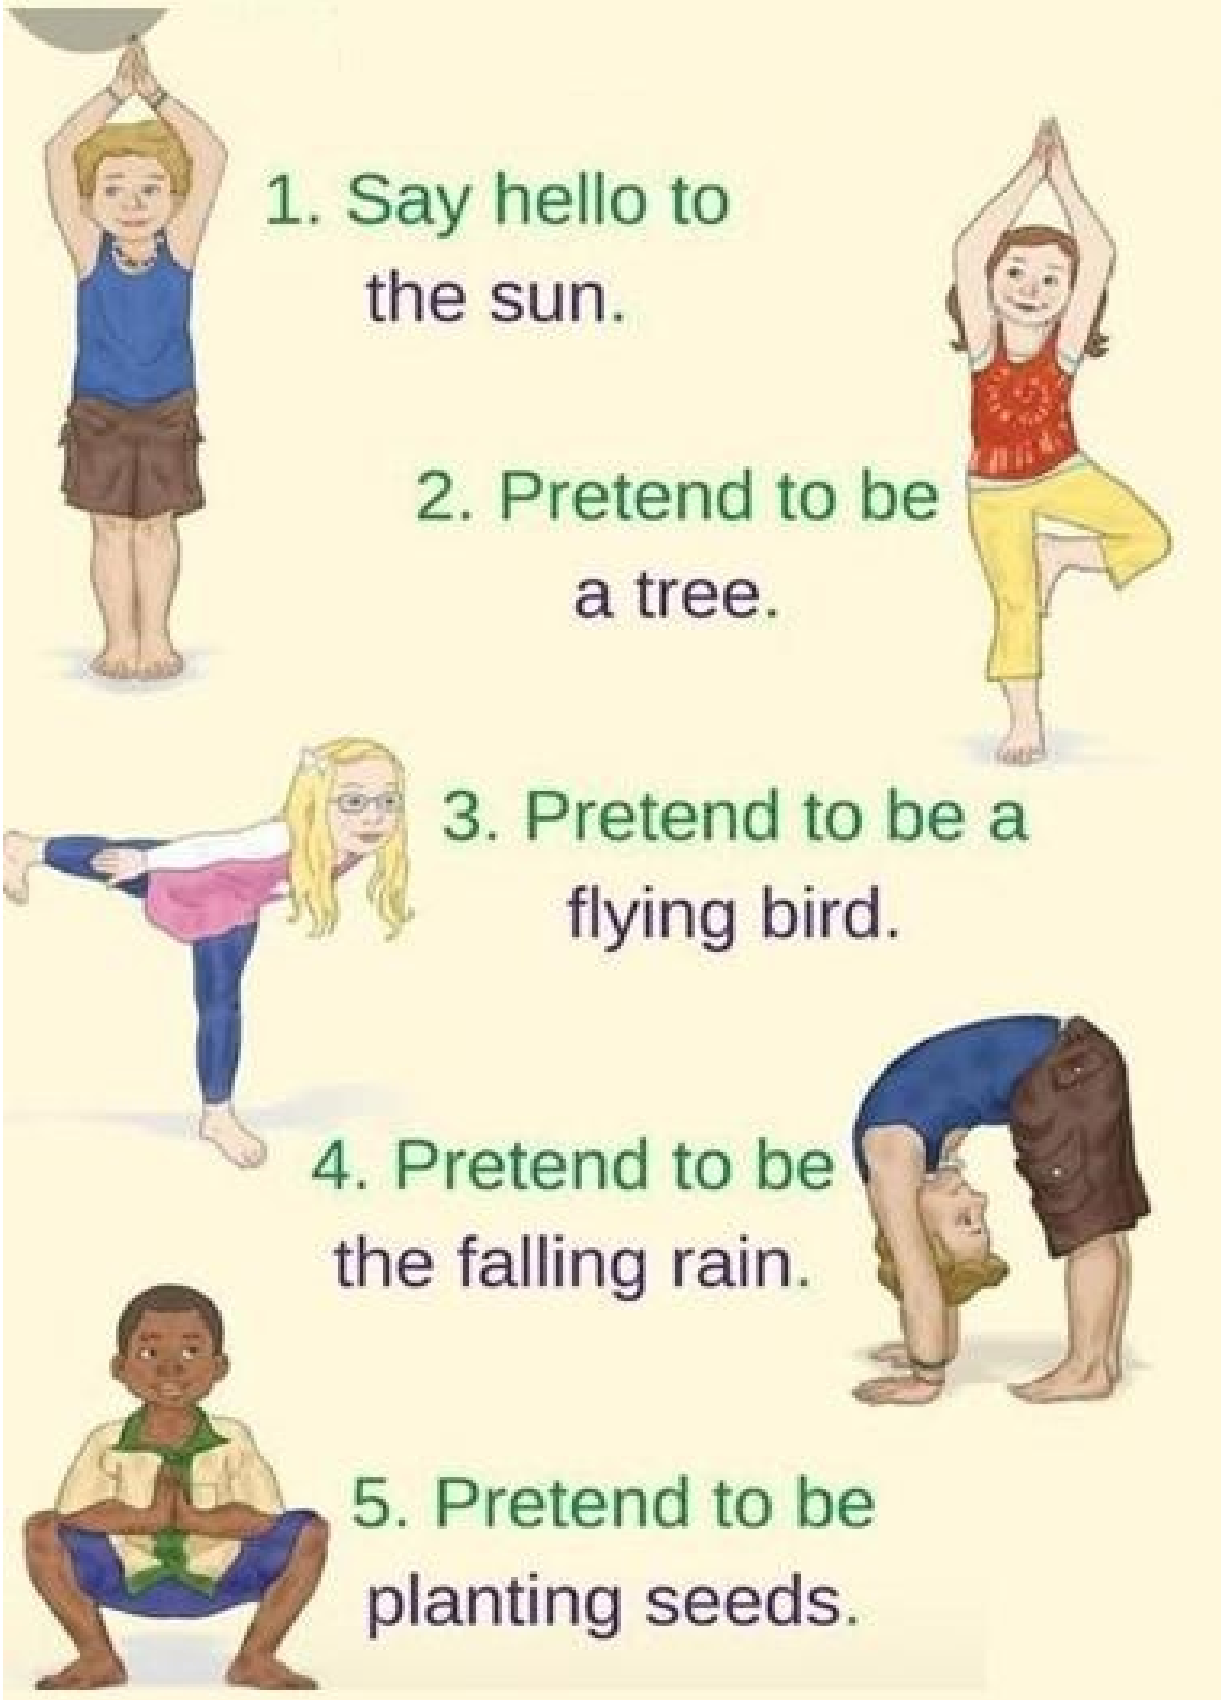 1. Say hello to
the sun.
2. Pretend to be
a tree.
3. Pretend to be a
flying bird.
4. Pretend to be
the falling rain.
5. Pretend to be
planting seeds.